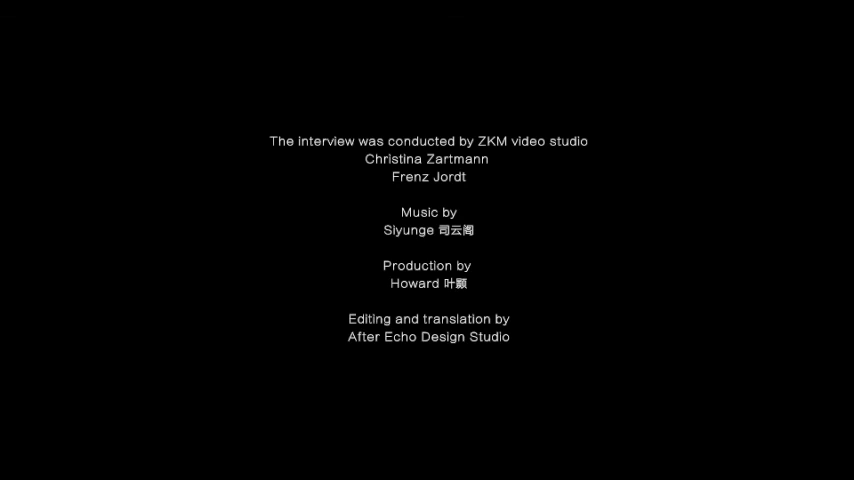 The interview was conducted by ZKM video studio
Christina Zartmann
Frenz Jordt
Music by
Siyunge 司云阁
Production by
Howard 叶颢
Editing and translation by
After Echo Design Studio